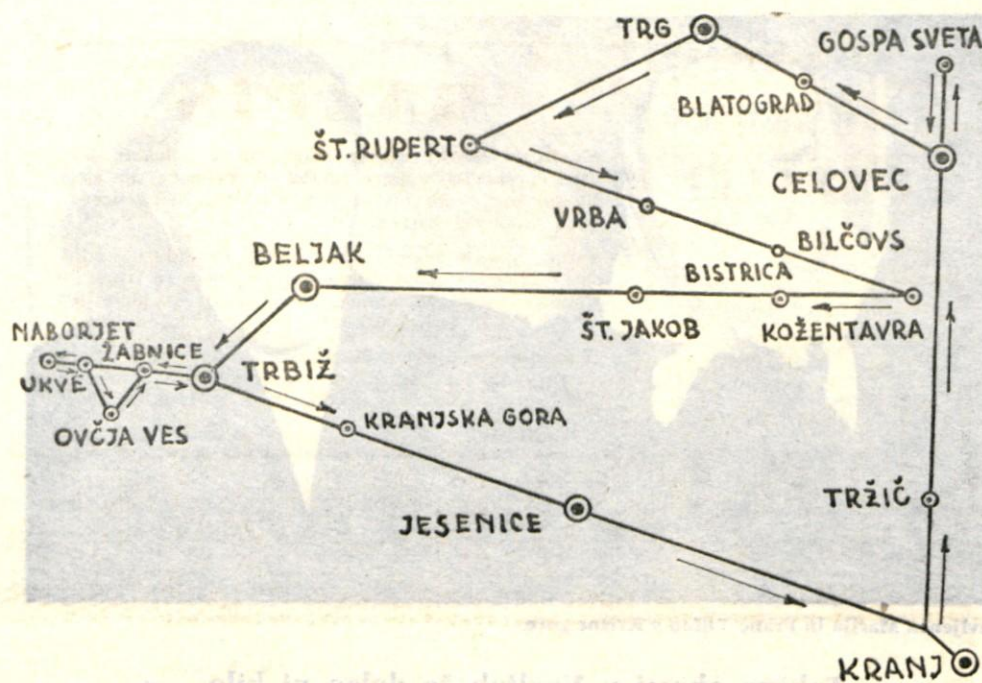 TRG
GOSPA SVETA
BLATOGRAD
ŠT. RUPERT
CELOVEC
VRBA
BILČOVS
BELJAK
BISTRICA
ŠT. JAKOB
KOŽENTAVRA
NABORJET
ŽABNICE
UKVE
TRBIŽ
OVČJA VES
KRANJSKA GORA
TRŽIČ
JESENICE
KRANJ